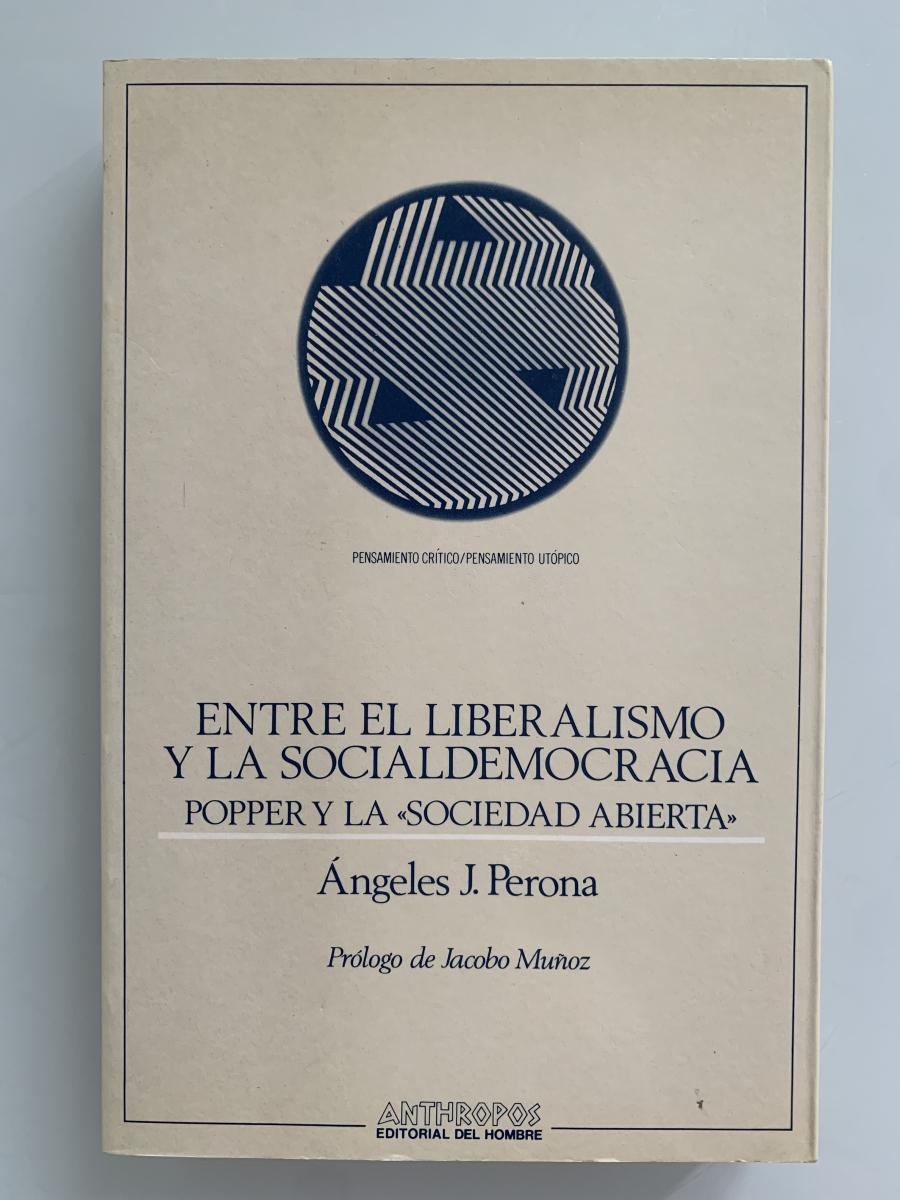 PENSAMIENTO CRÍTICO/PENSAMIENTO UTÓPICO
ENTRE EL LIBERALISMO
Y LA SOCIALDEMOCRACIA
POPPER Y LA «SOCIEDAD ABIERTA»
Ángeles J. Perona
Prólogo de Jacobo Muñoz
ANTHROPOS
EDITORIAL DEL HOMBRE